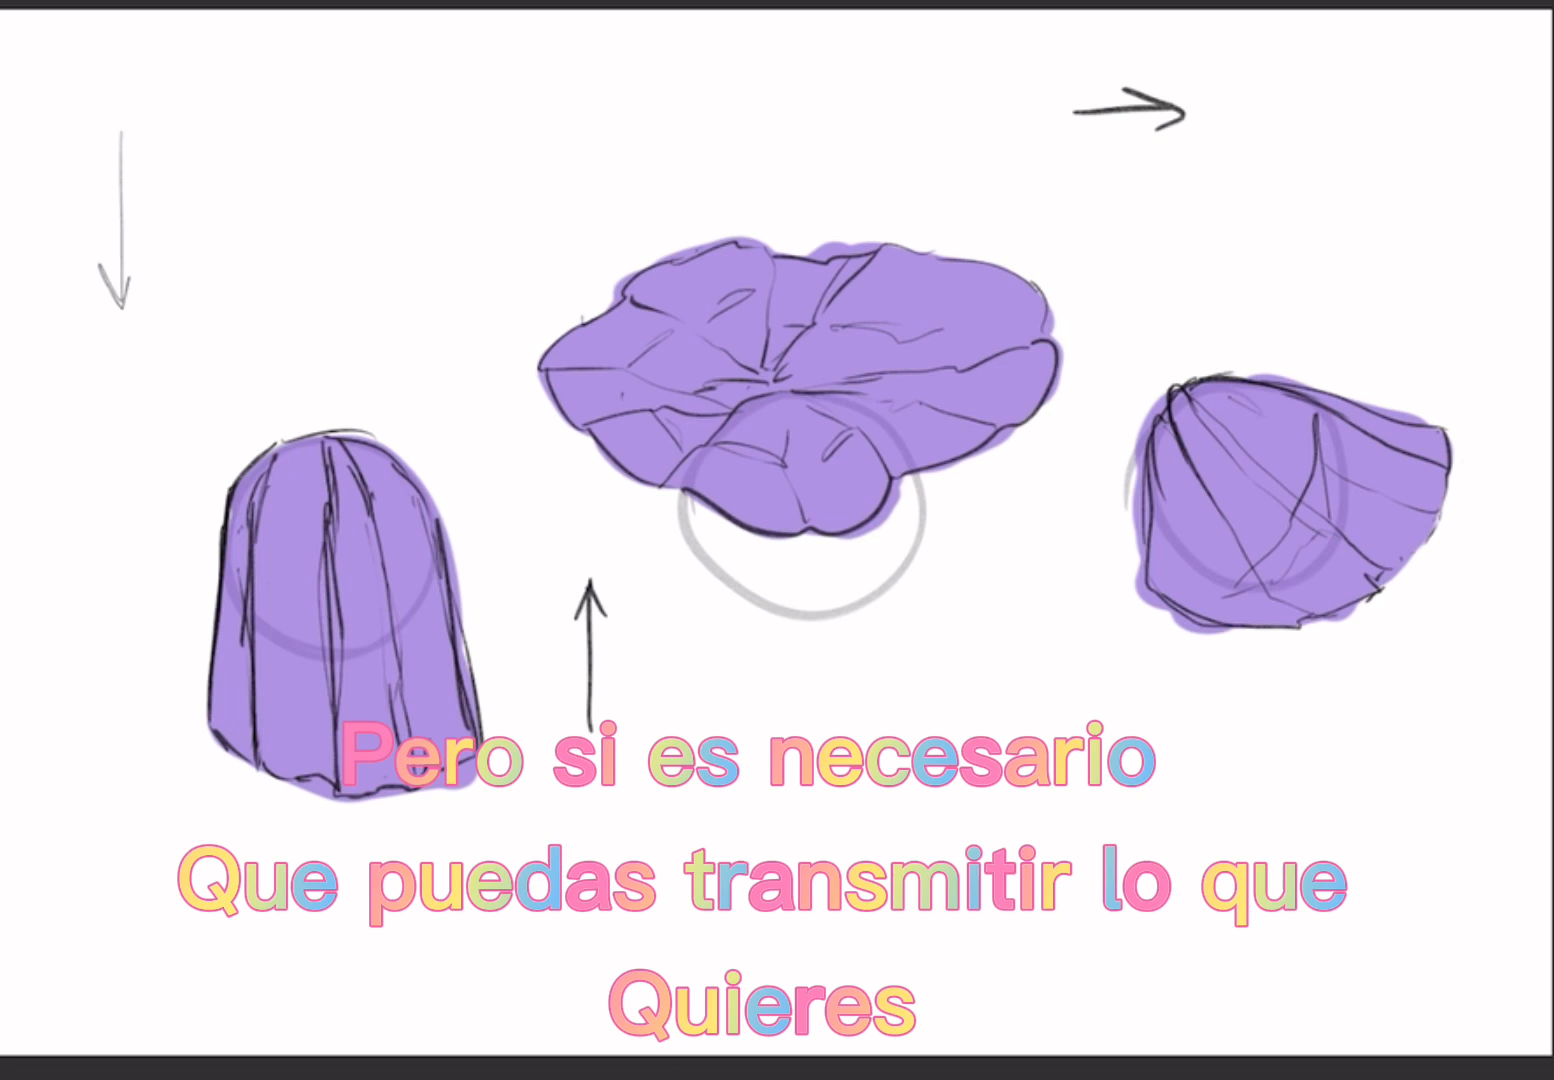 Pero si es necesario
Que puedas transmitir lo que
Quieres